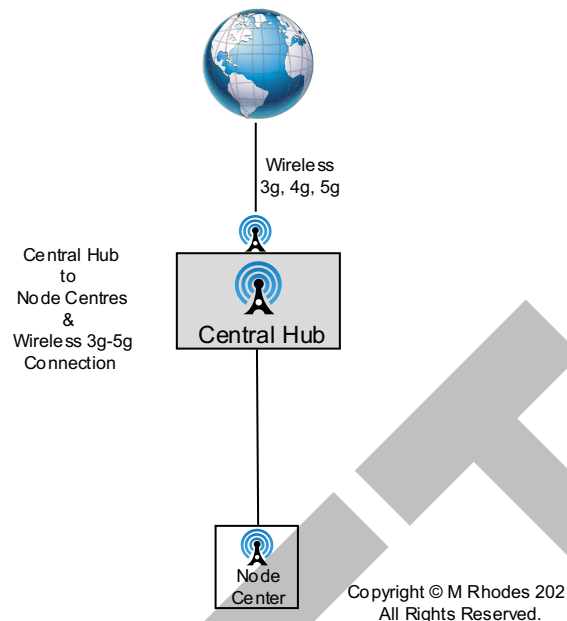 Wireless
3g, 4g, 5g
Central Hub
to
Node Centres
&
Wireless 3g-5g
Connection
Central Hub
Node
Center
Copyright © M Rhodes 202
All Rights Reserved.